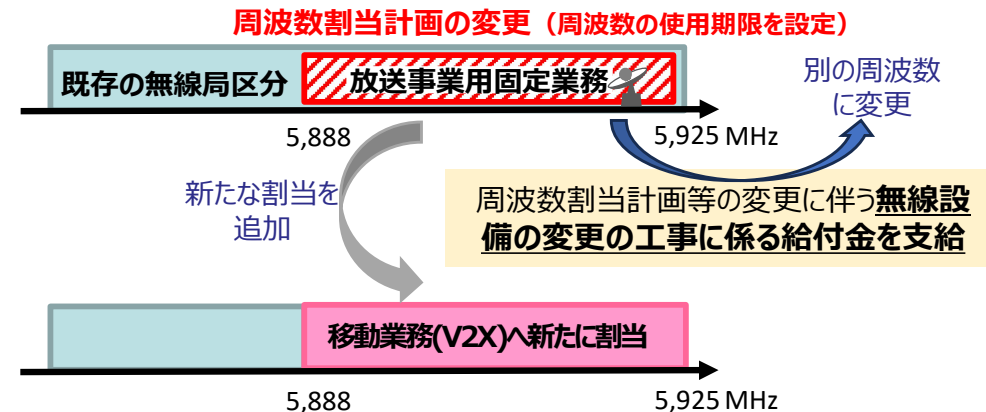 周波数割当計画の変更（周波数の使用期限を設定）
既存の無線局区分
放送事業用固定業務
別の周波数
に変更
5,888
5,925 MHz
新たな割当を
追加
周波数割当計画等の変更に伴う無線設
備の変更の工事に係る給付金を支給
移動業務(V2X)へ新たに割当
5,888
5,925 MHz